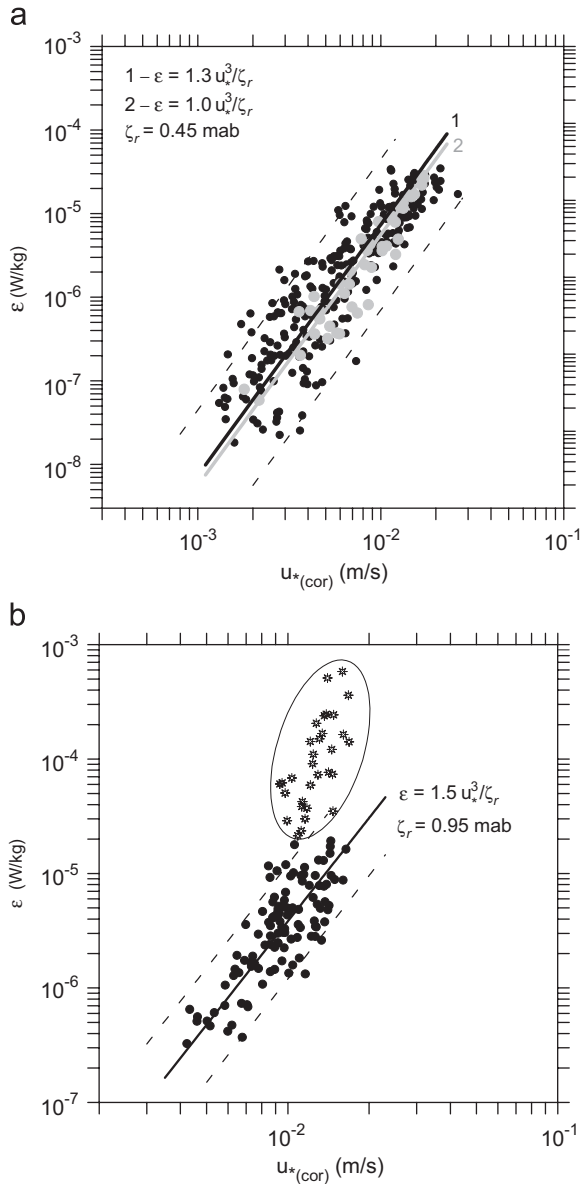 a
10⁻³
1 – ε = 1.3 u³*/ζr
2 – ε = 1.0 u³*/ζr
ζr = 0.45 mab
10⁻⁴
1
2
10⁻⁵
ε (W/kg)
10⁻⁶
10⁻⁷
10⁻⁸
10⁻³
10⁻²
10⁻¹
u*(cor) (m/s)
b
10⁻³
10⁻⁴
ε = 1.5 u³*/ζr
ζr = 0.95 mab
10⁻⁵
ε (W/kg)
10⁻⁶
10⁻⁷
10⁻²
10⁻¹
u*(cor) (m/s)